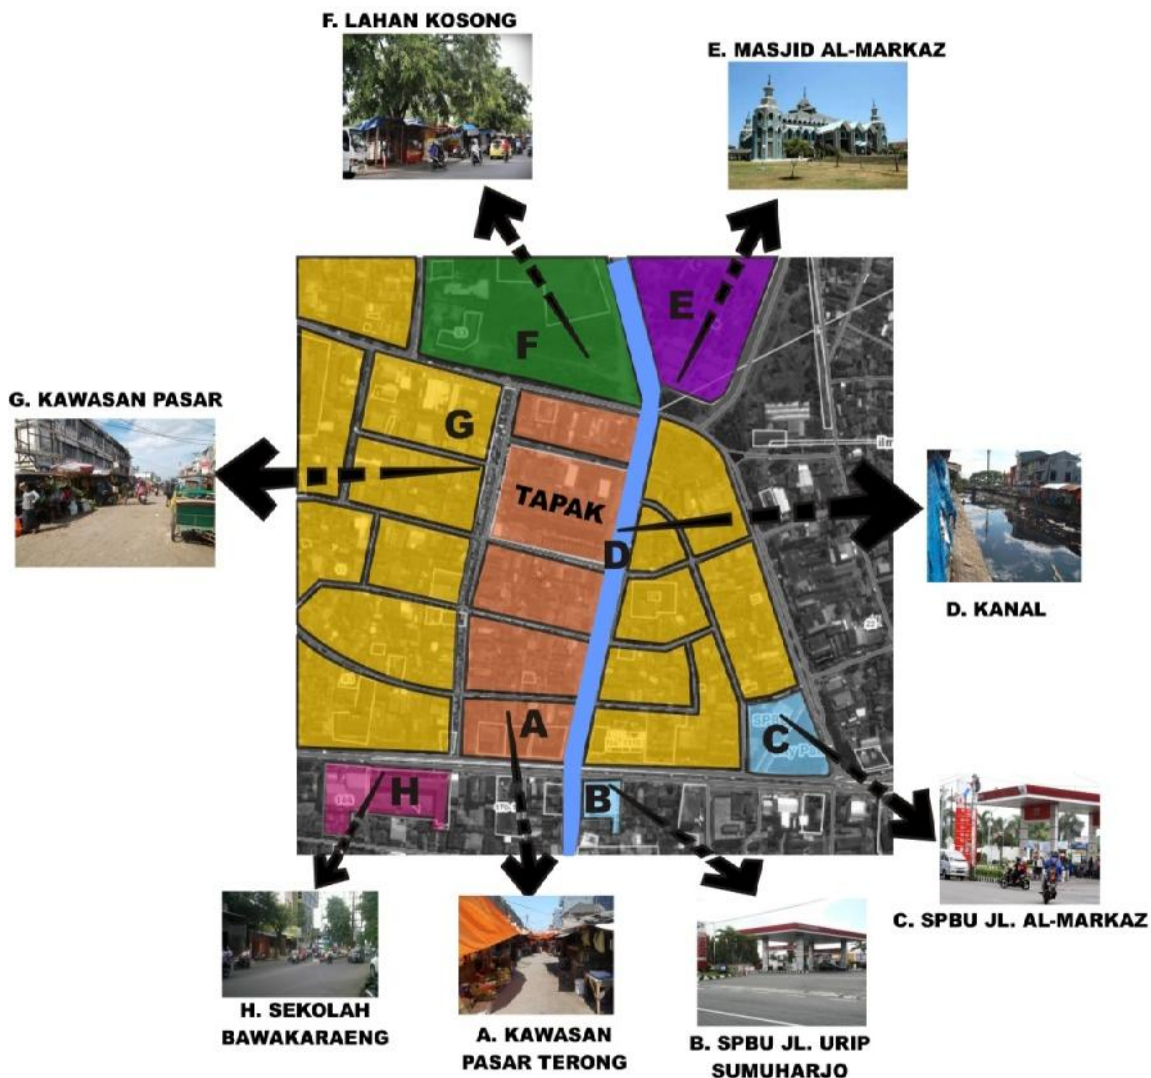 F. LAHAN KOSONG
E. MASJID AL-MARKAZ
E
F
G. KAWASAN PASAR
G
TAPAK
D
D. KANAL
A
C
H
B
C. SPBU JL. AL-MARKAZ
H. SEKOLAH
BAWAKARAENG
A. KAWASAN
PASAR TERONG
B. SPBU JL. URIP
SUMUHARJO